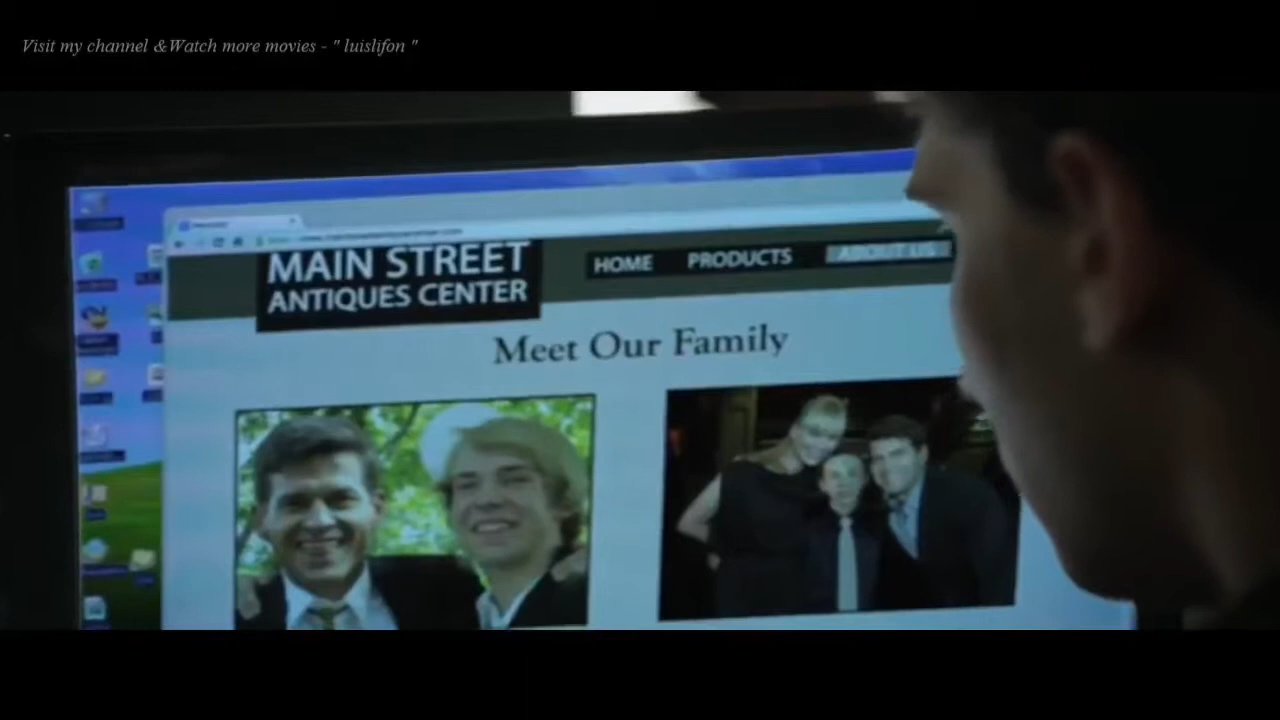 Visit my channel &Watch more movies - " luislifon "
MAIN STREET
ANTIQUES CENTER
HOME
PRODUCTS
ABOUT US
Meet Our Family